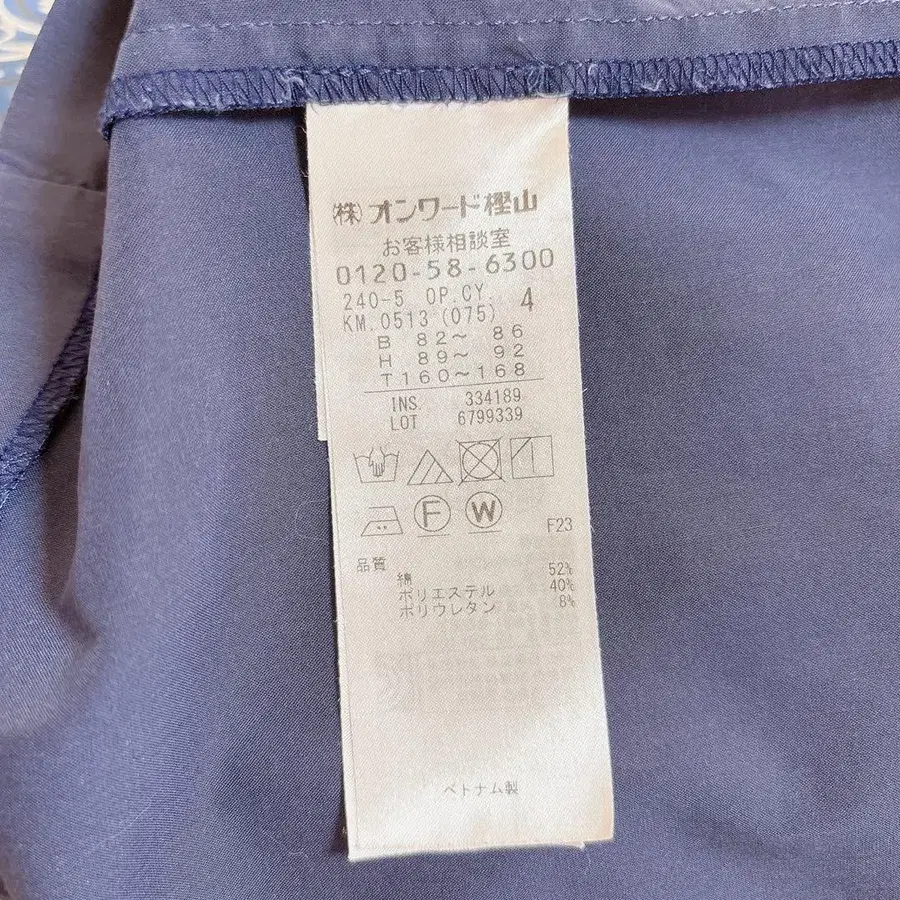 (株)オンワード樫山
お客様相談室
0120-58-6300
240-5 OP.CY. 4
KM.0513 (075)
B 82～ 86
H 89～ 92
T160～168
INS. 334189
LOT 6799339
F W
F23
品質
綿 52%
ポリエステル 40%
ポリウレタン 8%
ベトナム製